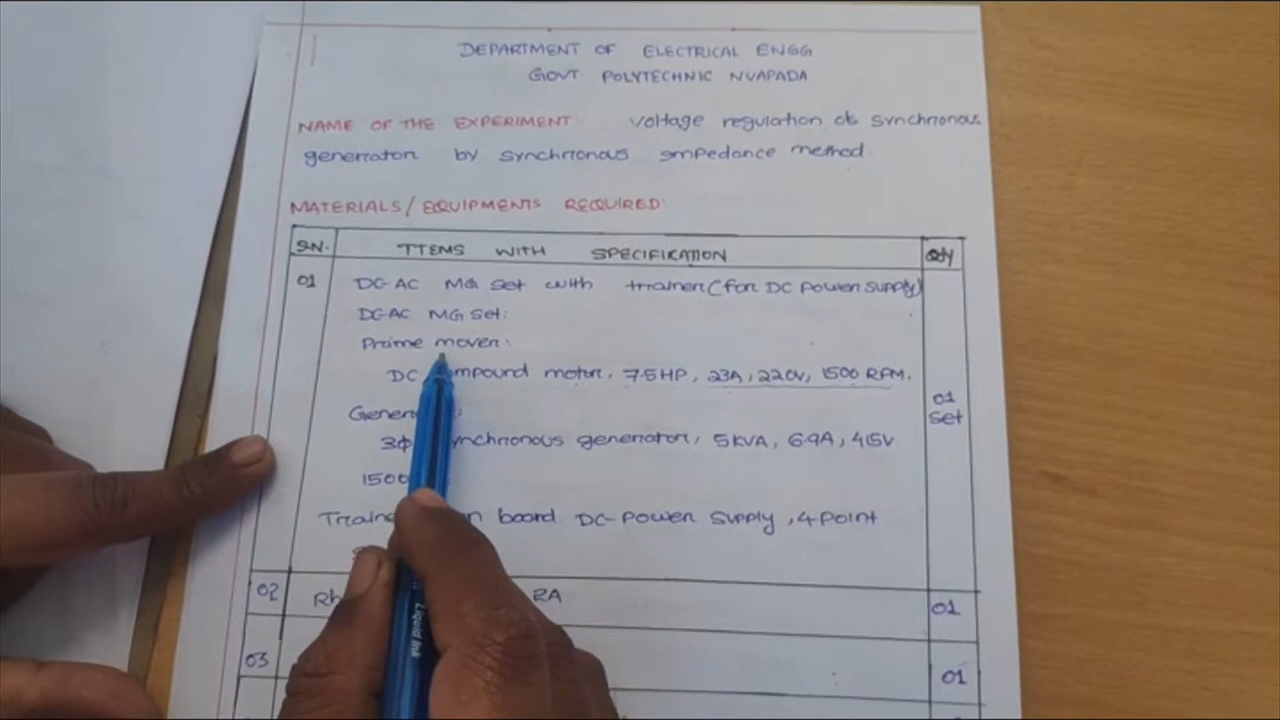 DEPARTMENT OF ELECTRICAL ENGG
GOVT. POLYTECHNIC NUAPADA
NAME OF THE EXPERIMENT: Voltage regulation of synchronous
generator by synchronous impedance method
MATERIALS/EQUIPMENTS REQUIRED:
SN. ITEMS WITH SPECIFICATION Qty
01 DC-AC MG set with trainer (for DC power supply)
DC-AC MG set:
Prime mover:
DC motor, 7.5HP, 23A, 220V, 1500 RPM.
3φ generator, 5KVA, 6.9A, 415V
1500
01 Set
board DC-Power supply, 4 point
02 2A 01
03 01
Liquid Ink